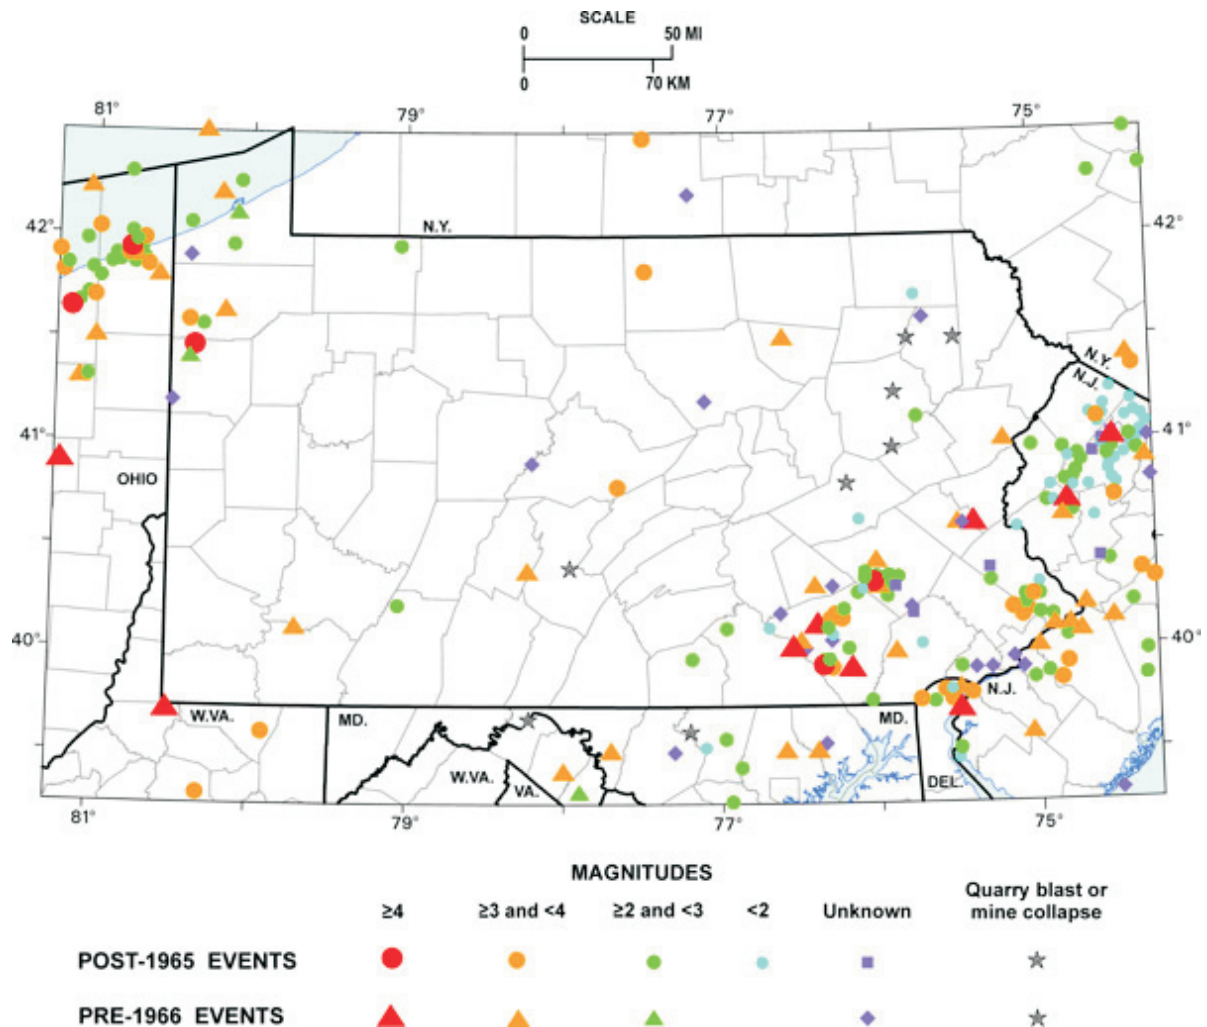 SCALE
0 50 MI
0 70 KM
81° 79° 77° 75°
42° N.Y. 42°
N.Y.
N.J.
41° 41°
OHIO
40° 40°
N.J.
W.VA. MD. MD.
W.VA. VA. DEL.
81° 79° 77° 75°
MAGNITUDES
≥4 ≥3 and <4 ≥2 and <3 <2 Unknown Quarry blast or
mine collapse
POST-1965 EVENTS
PRE-1966 EVENTS